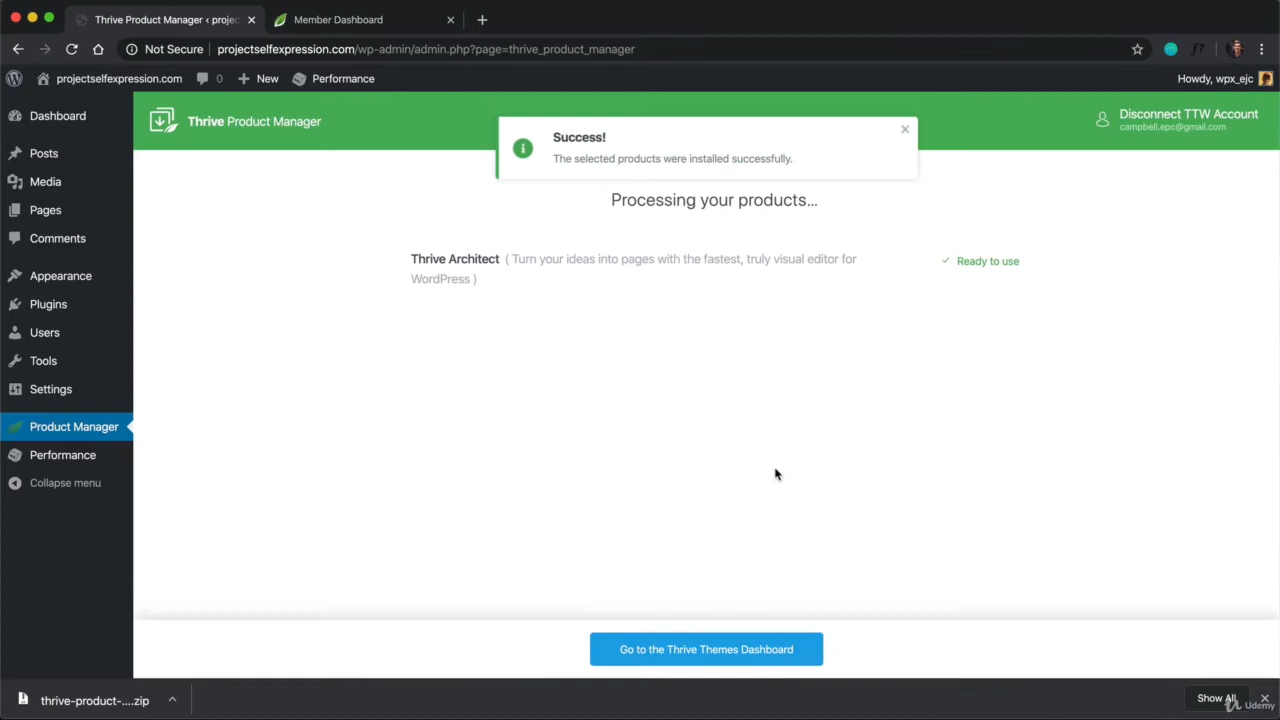 Thrive Product Manager ‹ projec
Member Dashboard
Not Secure
projectselfexpression.com/wp-admin/admin.php?page=thrive_product_manager
f?
projectselfexpression.com
0
New
Performance
Howdy, wpx_ejc
Dashboard
Posts
Media
Pages
Comments
Appearance
Plugins
Users
Tools
Settings
Product Manager
Performance
Collapse menu
Thrive Product Manager
Disconnect TTW Account
campbell.epc@gmail.com
Success!
The selected products were installed successfully.
Processing your products...
Thrive Architect ( Turn your ideas into pages with the fastest, truly visual editor for
WordPress )
Ready to use
Go to the Thrive Themes Dashboard
thrive-product-....zip
Show All
Udemy